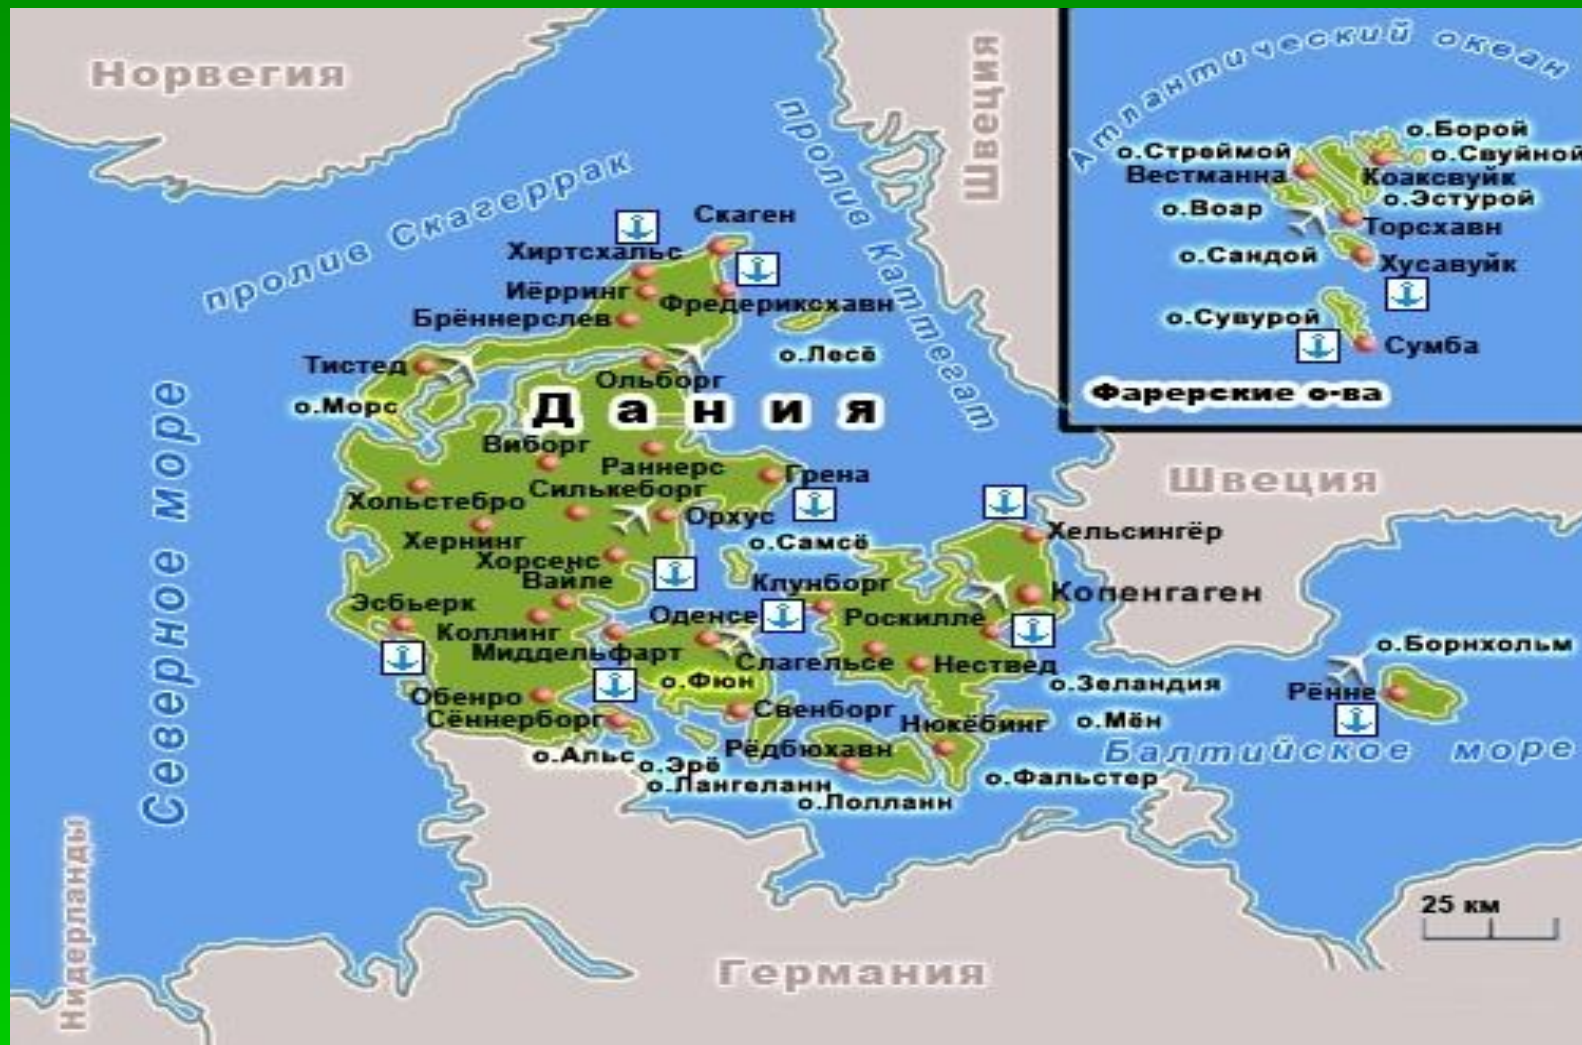 Норвегия
Швеция
пролив Скагеррак
пролив Каттегат
Северное море
Скаген
Хиртсхальс
Иёрринг
Фредериксхавн
Брённерслев
о.Лесё
Тистед
Ольборг
о.Морс
Дания
Виборг
Раннерс
Грена
Силькеборг
Хольстебро
Орхус
Хернинг
о.Самсё
Хорсенс
Вайле
Клунборг
Хельсингёр
Копенгаген
Эсбьерк
Оденсе
Роскилле
Коллинг
Миддельфарт
Слагельсе
Нествед
о.Фюн
о.Зеландия
Обенро
Сённерборг
Свенборг
Нюкёбинг
о.Мён
о.Альс
о.Эрё
Рёдбюхавн
о.Лангеланн
о.Лолланн
о.Фальстер
Балтийское море
о.Борнхольм
Рённе
Швеция
Нидерланды
Германия
25 км
Атлантический океан
о.Борой
о.Стреймой
о.Свуйной
Вестманна
Коаксвуйк
о.Эстурой
о.Воар
Торсхавн
о.Сандой
Хусавуйк
о.Сувурой
Сумба
Фарерские о-ва